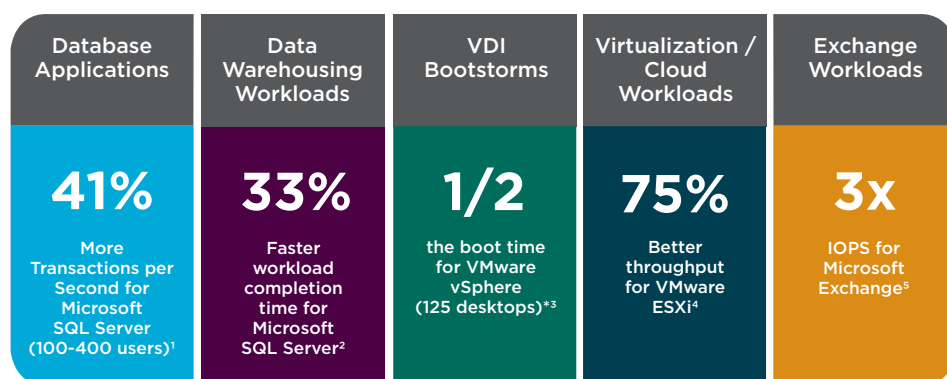 Database
Applications
41%
More
Transactions per
Second for
Microsoft
SQL Server
(100-400 users)¹
Data
Warehousing
Workloads
33%
Faster
workload
completion
time for
Microsoft
SQL Server²
VDI
Bootstorms
1/2
the boot time
for VMware
vSphere
(125 desktops)*³
Virtualization /
Cloud
Workloads
75%
Better
throughput
for VMware
ESXi⁴
Exchange
Workloads
3x
IOPS for
Microsoft
Exchange⁵